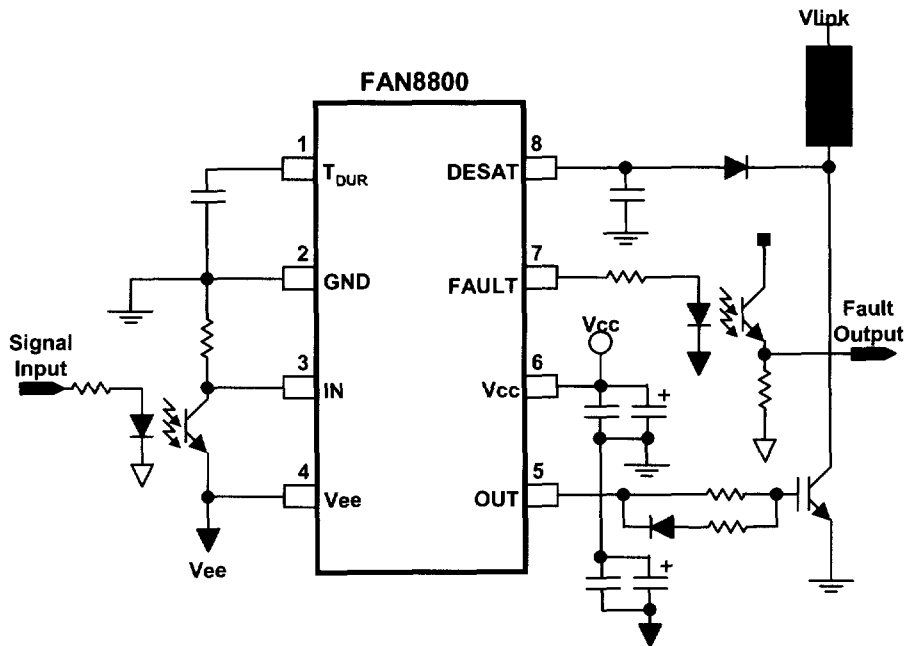 Vlink
FAN8800
1
8
T_DUR
DESAT
2
7
GND
FAULT
Signal
Input
Vcc
Fault
Output
3
6
IN
Vcc
+
4
5
Vee
OUT
Vee
+